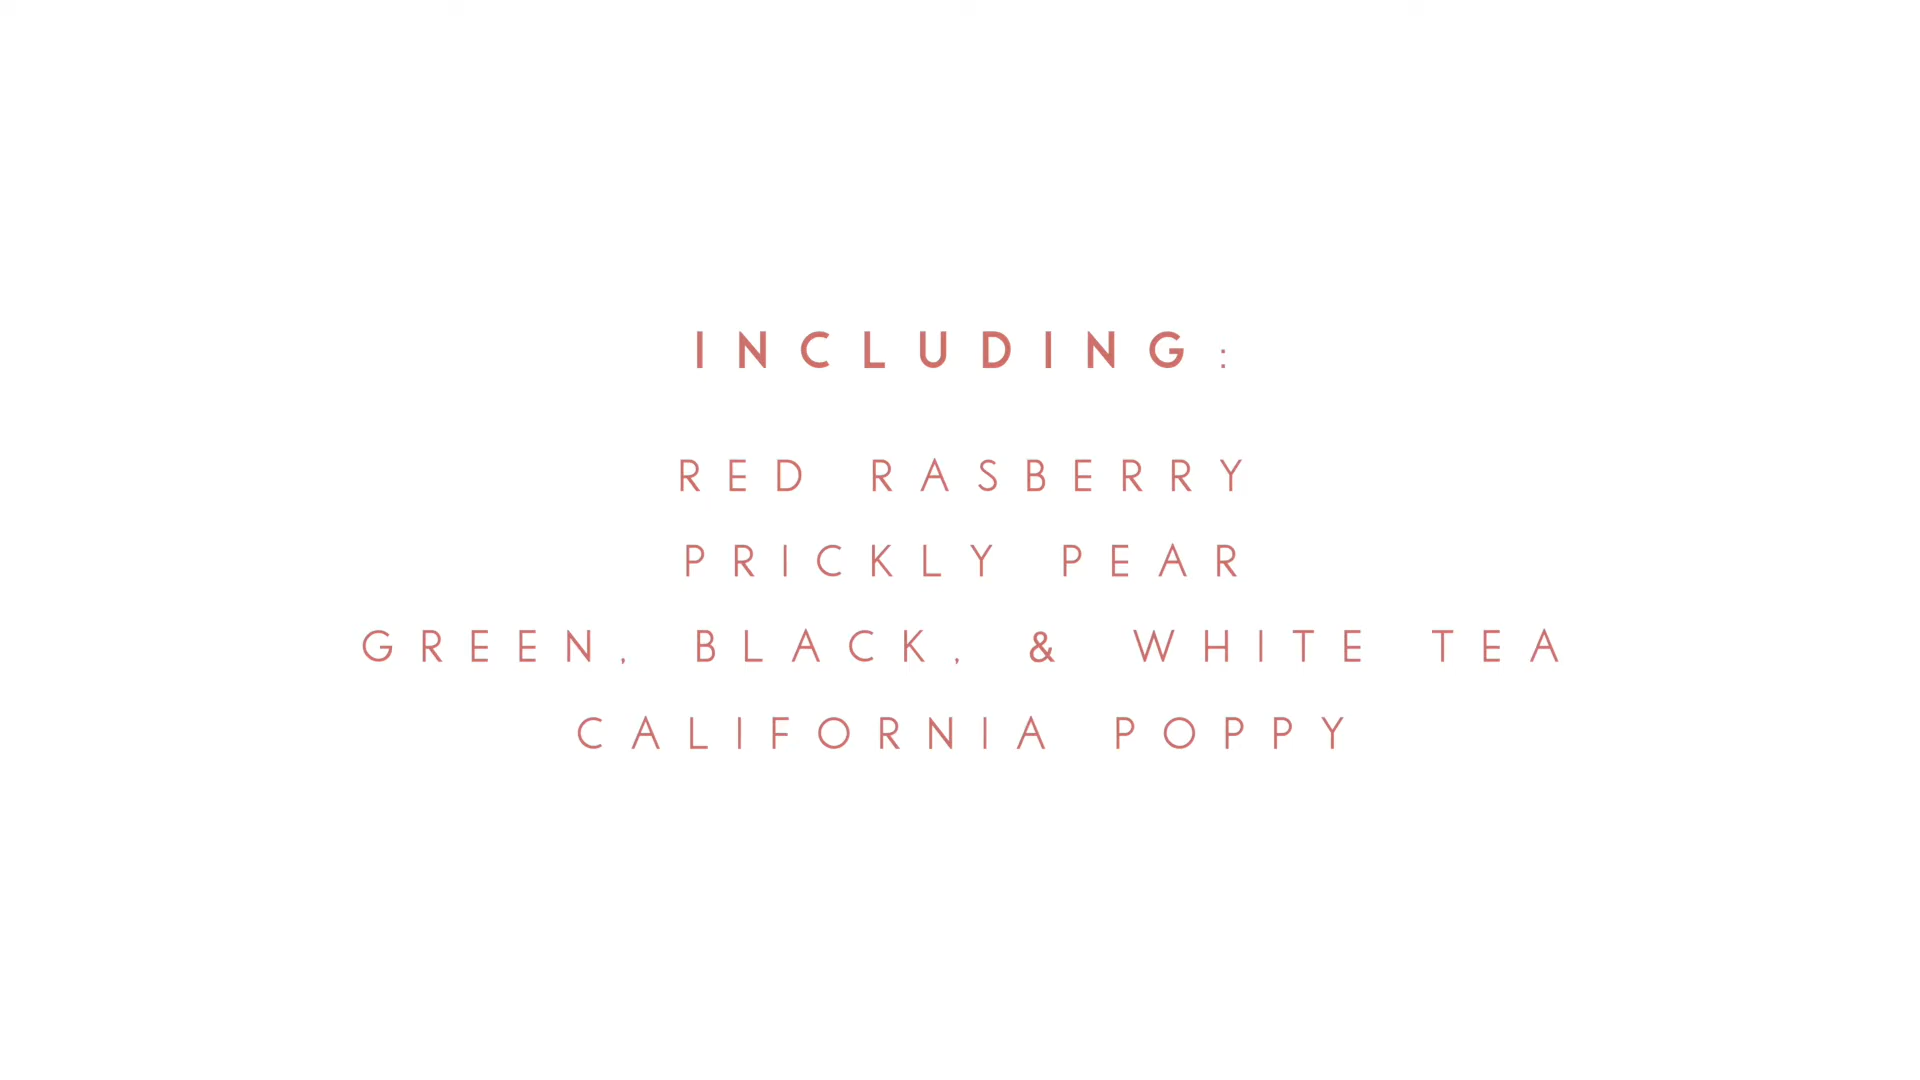 INCLUDING:
RED RASBERRY
PRICKLY PEAR
GREEN, BLACK, & WHITE TEA
CALIFORNIA POPPY